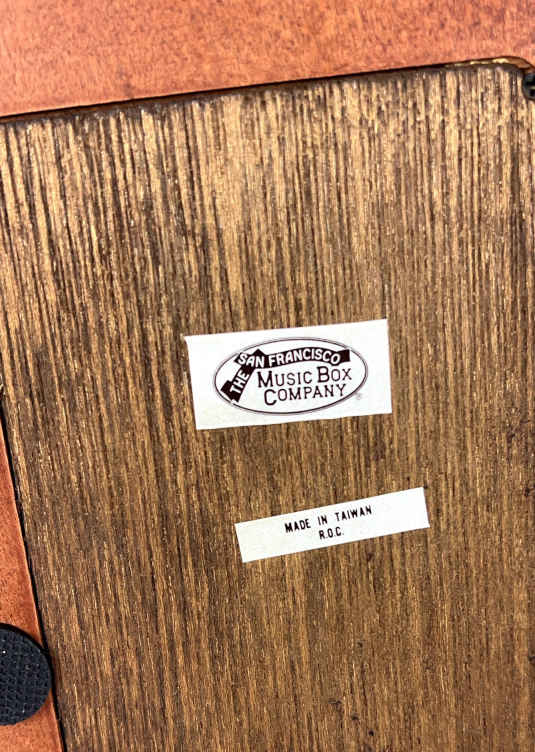 THE SAN FRANCISCO
MUSIC BOX
COMPANY®
MADE IN TAIWAN
R.O.C.